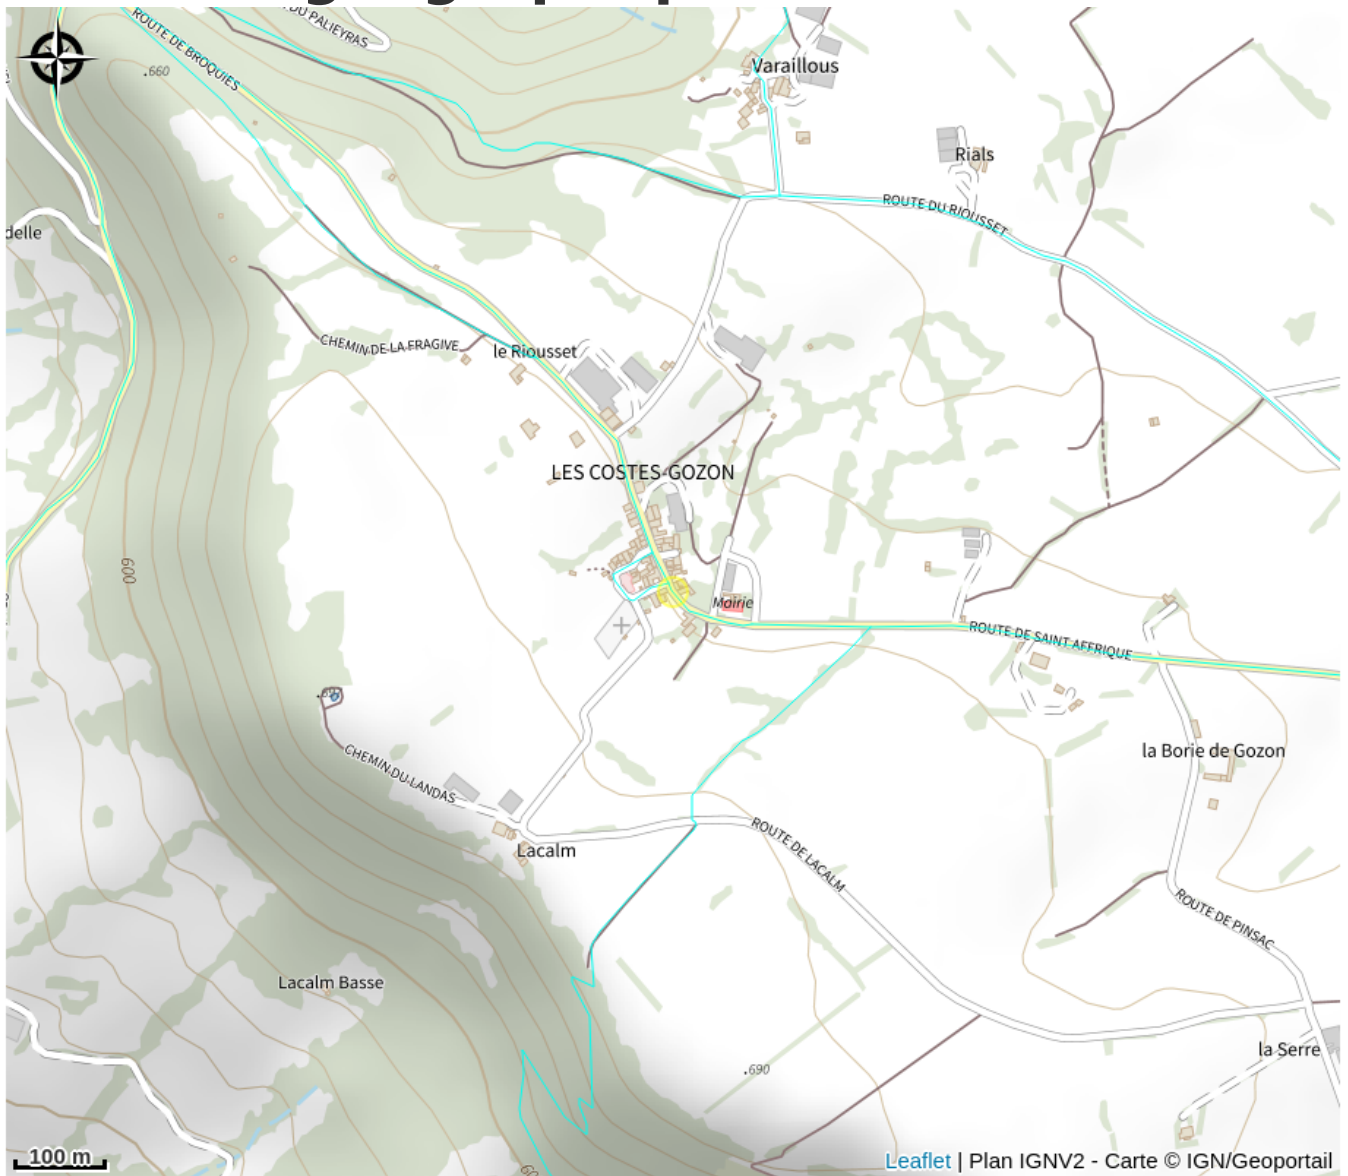 DU PALIEYRAS
ROUTE DE BROQUIES
.660
Varaillous
Rials
ROUTE DU RIOUSSET
delle
CHEMIN DE LA FRAGIVE
le Riousset
LES COSTES-GOZON
600
Mairie
ROUTE DE SAINT AFFRIQUE
CHEMIN DU LANDAS
la Borie de Gozon
Lacalm
ROUTE DE LACALM
ROUTE DE PINSAC
Lacalm Basse
la Serre
.690
100 m
Leaflet | Plan IGNV2 - Carte © IGN/Geoportail